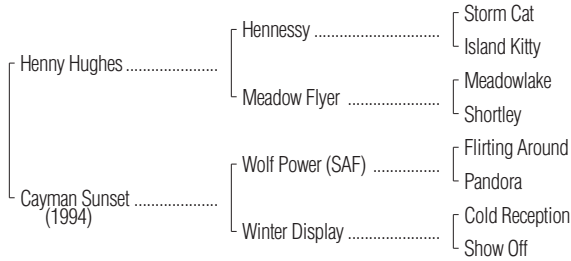 Storm Cat
Hennessy
Island Kitty
Henny Hughes
Meadowlake
Meadow Flyer
Shortley
Flirting Around
Wolf Power (SAF)
Pandora
Cayman Sunset
(1994)
Cold Reception
Winter Display
Show Off